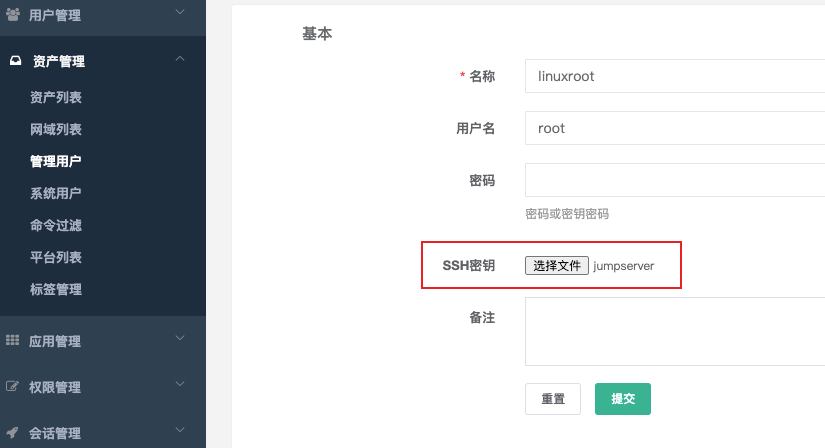 用户管理
资产管理
资产列表
网域列表
管理用户
系统用户
命令过滤
平台列表
标签管理
应用管理
权限管理
会话管理
基本
* 名称 linuxroot
用户名 root
密码
密码或密钥密码
SSH密钥 选择文件 jumpserver
备注
重置 提交